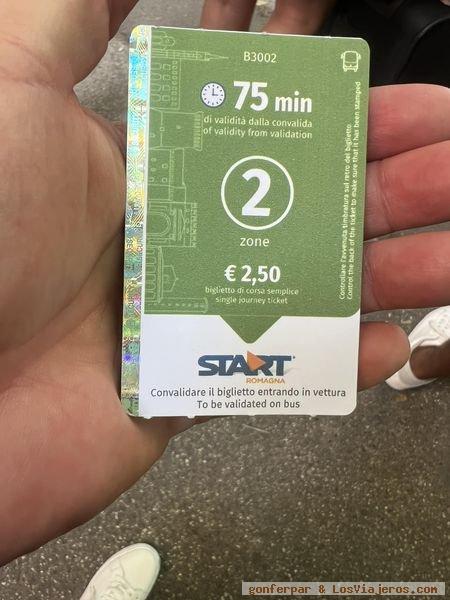 B3002
75 min
di validità dalla convalida
of validity from validation
2
zone
€ 2,50
biglietto di corsa semplice
single journey ticket
Controllare l'avvenuta timbratura sul retro del biglietto
Control the back of the ticket to make sure that it has been stamped
START
ROMAGNA
Convalidare il biglietto entrando in vettura
To be validated on bus
gonferpar & LosViajeros.com